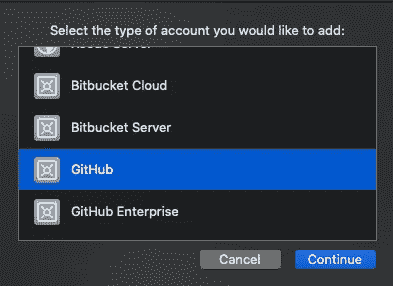 Select the type of account you would like to add:
Bitbucket Cloud
Bitbucket Server
GitHub
GitHub Enterprise
Cancel
Continue